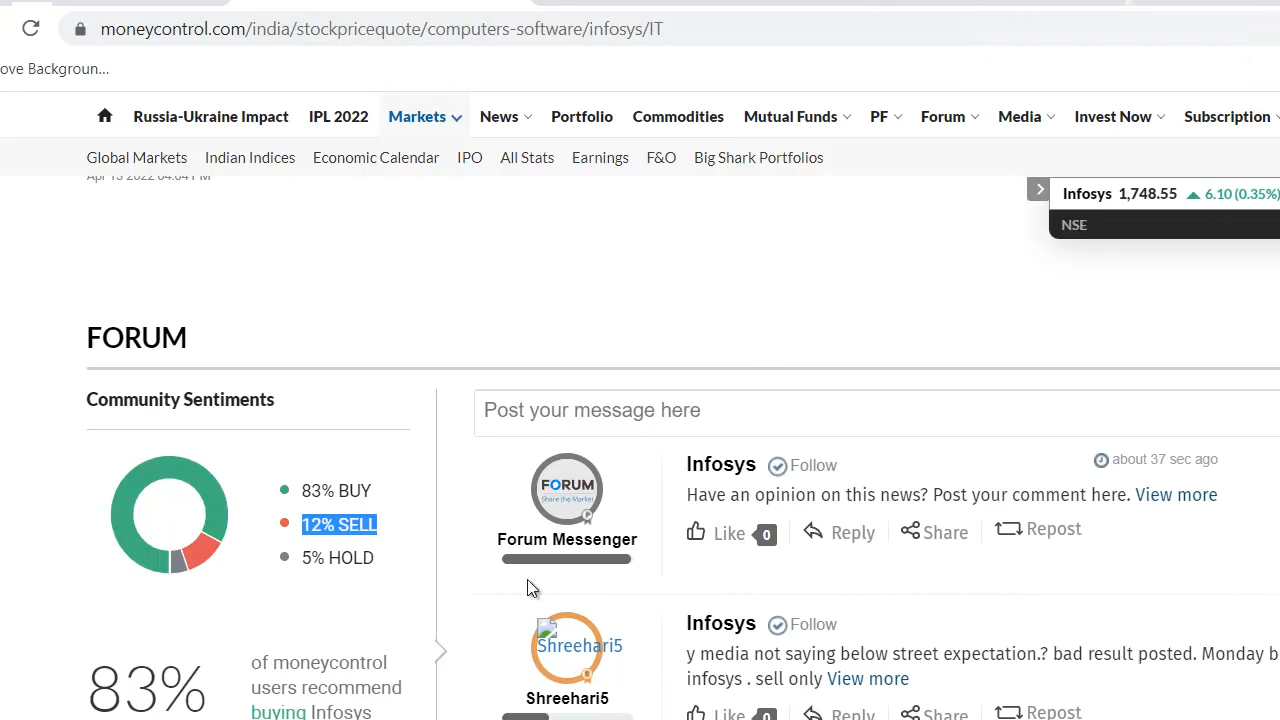 moneycontrol.com/india/stockpricequote/computers-software/infosys/IT
ove Backgroun...
Russia-Ukraine Impact IPL 2022 Markets News Portfolio Commodities Mutual Funds PF Forum Media Invest Now Subscription
Global Markets Indian Indices Economic Calendar IPO All Stats Earnings F&O Big Shark Portfolios
Infosys 1,748.55 6.10 (0.35%)
NSE
FORUM
Community Sentiments
83% BUY
12% SELL
5% HOLD
83%
of moneycontrol
users recommend
buying Infosys
Post your message here
FORUM
Share the Market
Forum Messenger
Infosys Follow about 37 sec ago
Have an opinion on this news? Post your comment here. View more
Like 0 Reply Share Repost
Shreehari5
Shreehari5
Infosys Follow
y media not saying below street expectation.? bad result posted. Monday b
infosys . sell only View more
Like 0 Reply Share Repost